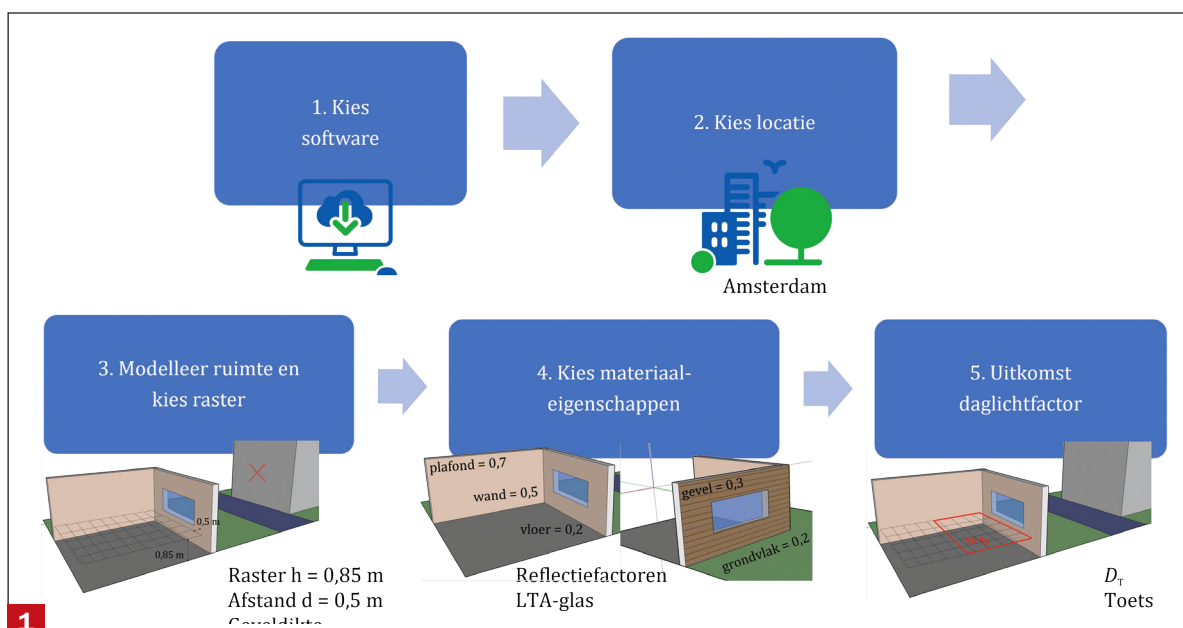 1. Kies
software
2. Kies locatie
Amsterdam
3. Modelleer ruimte en
kies raster
0,5 m
0,85 m
Raster h = 0,85 m
Afstand d = 0,5 m
4. Kies materiaal-
eigenschappen
plafond = 0,7
wand = 0,5
vloer = 0,2
gevel = 0,3
grondvlak = 0,2
Reflectiefactoren
LTA-glas
5. Uitkomst
daglichtfactor
D_T
Toets
1